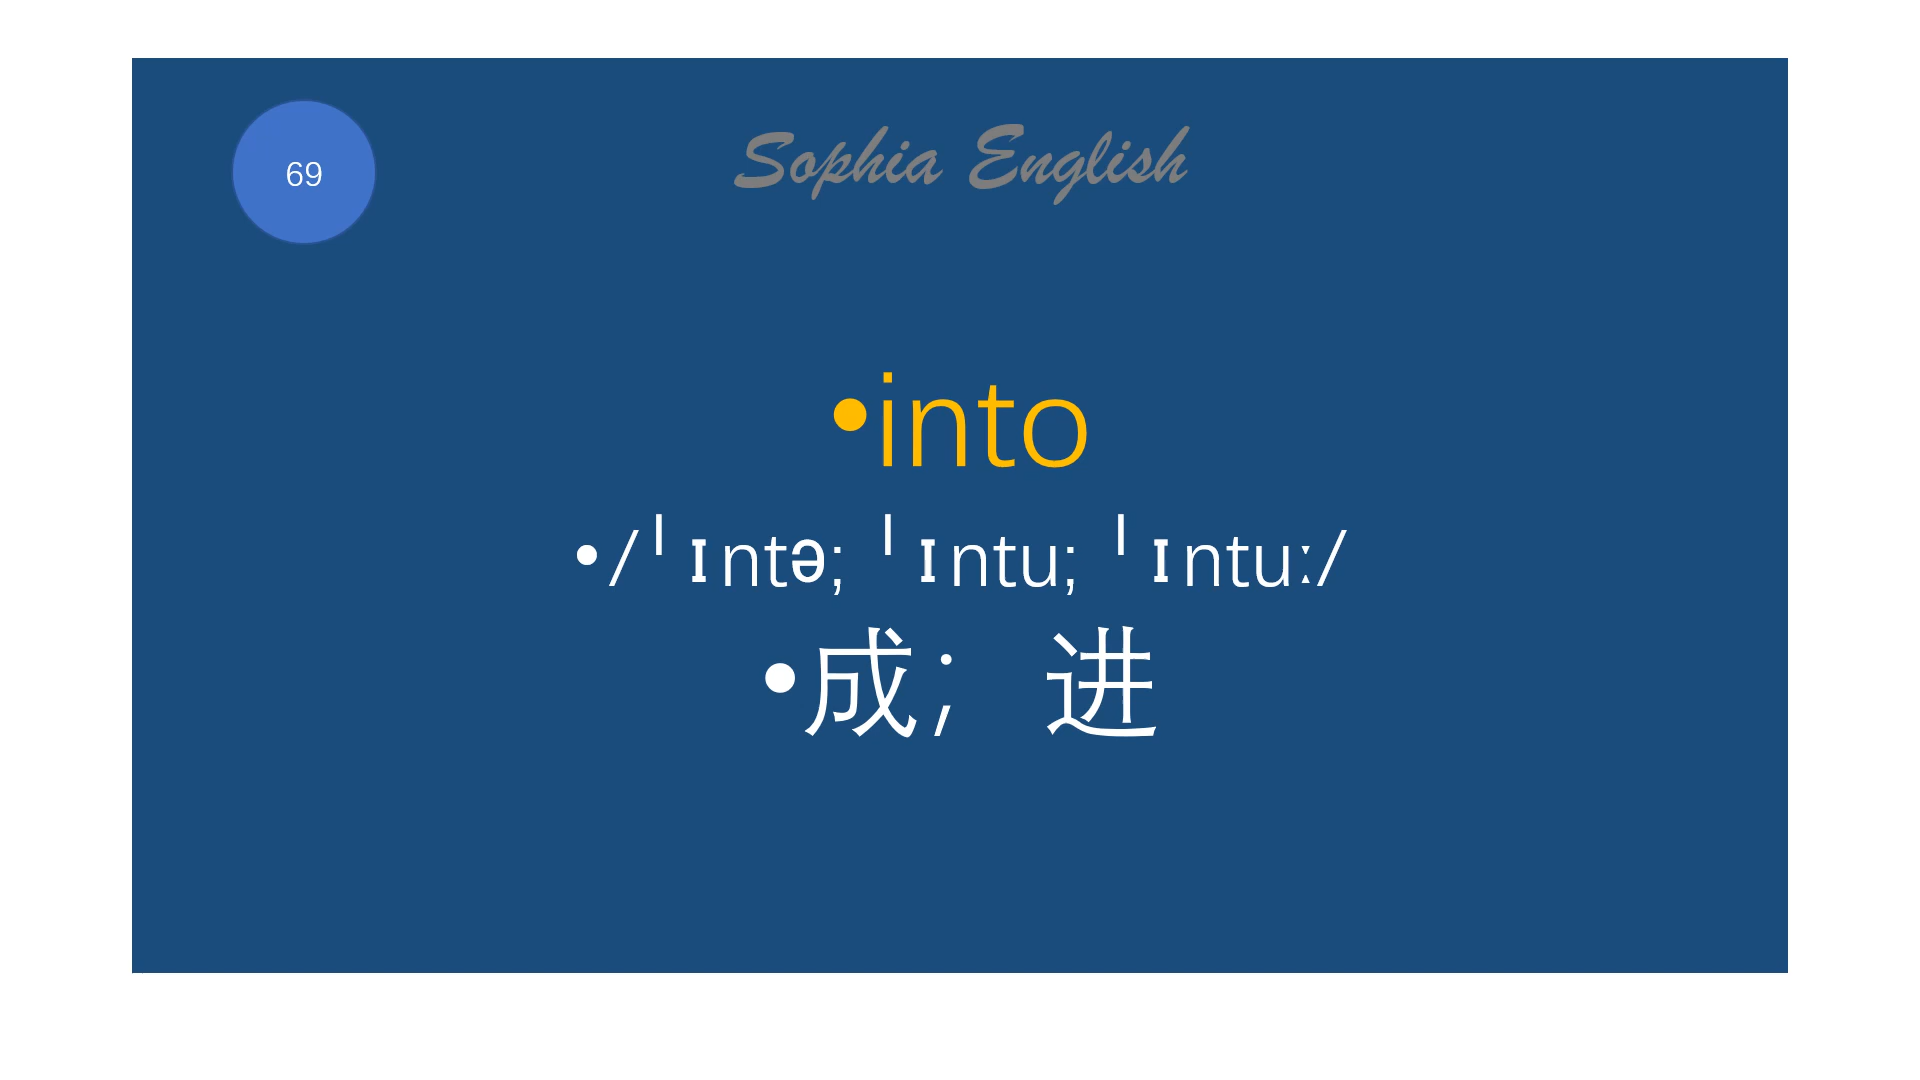 69
Sophia English
•into
•/ˈɪntə; ˈɪntu; ˈɪntuː/
•成；进